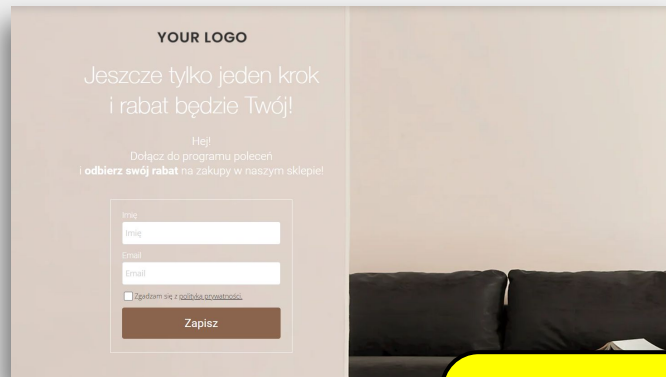 YOUR LOGO
Jeszcze tylko jeden krok
i rabat będzie Twój!
Hej!
Dołącz do programu poleceń
i odbierz swój rabat na zakupy w naszym sklepie!
Imię
Imię
Email
Email
Zgadzam się z polityką prywatności.
Zapisz